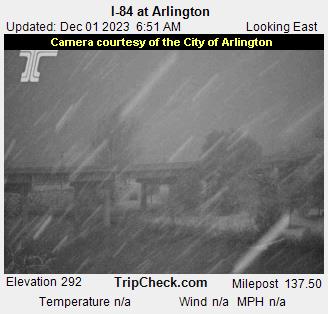 I-84 at Arlington
Updated: Dec 01 2023 6:51 AM Looking East
Camera courtesy of the City of Arlington
Elevation 292 TripCheck.com Milepost 137.50
Temperature n/a Wind n/a MPH n/a